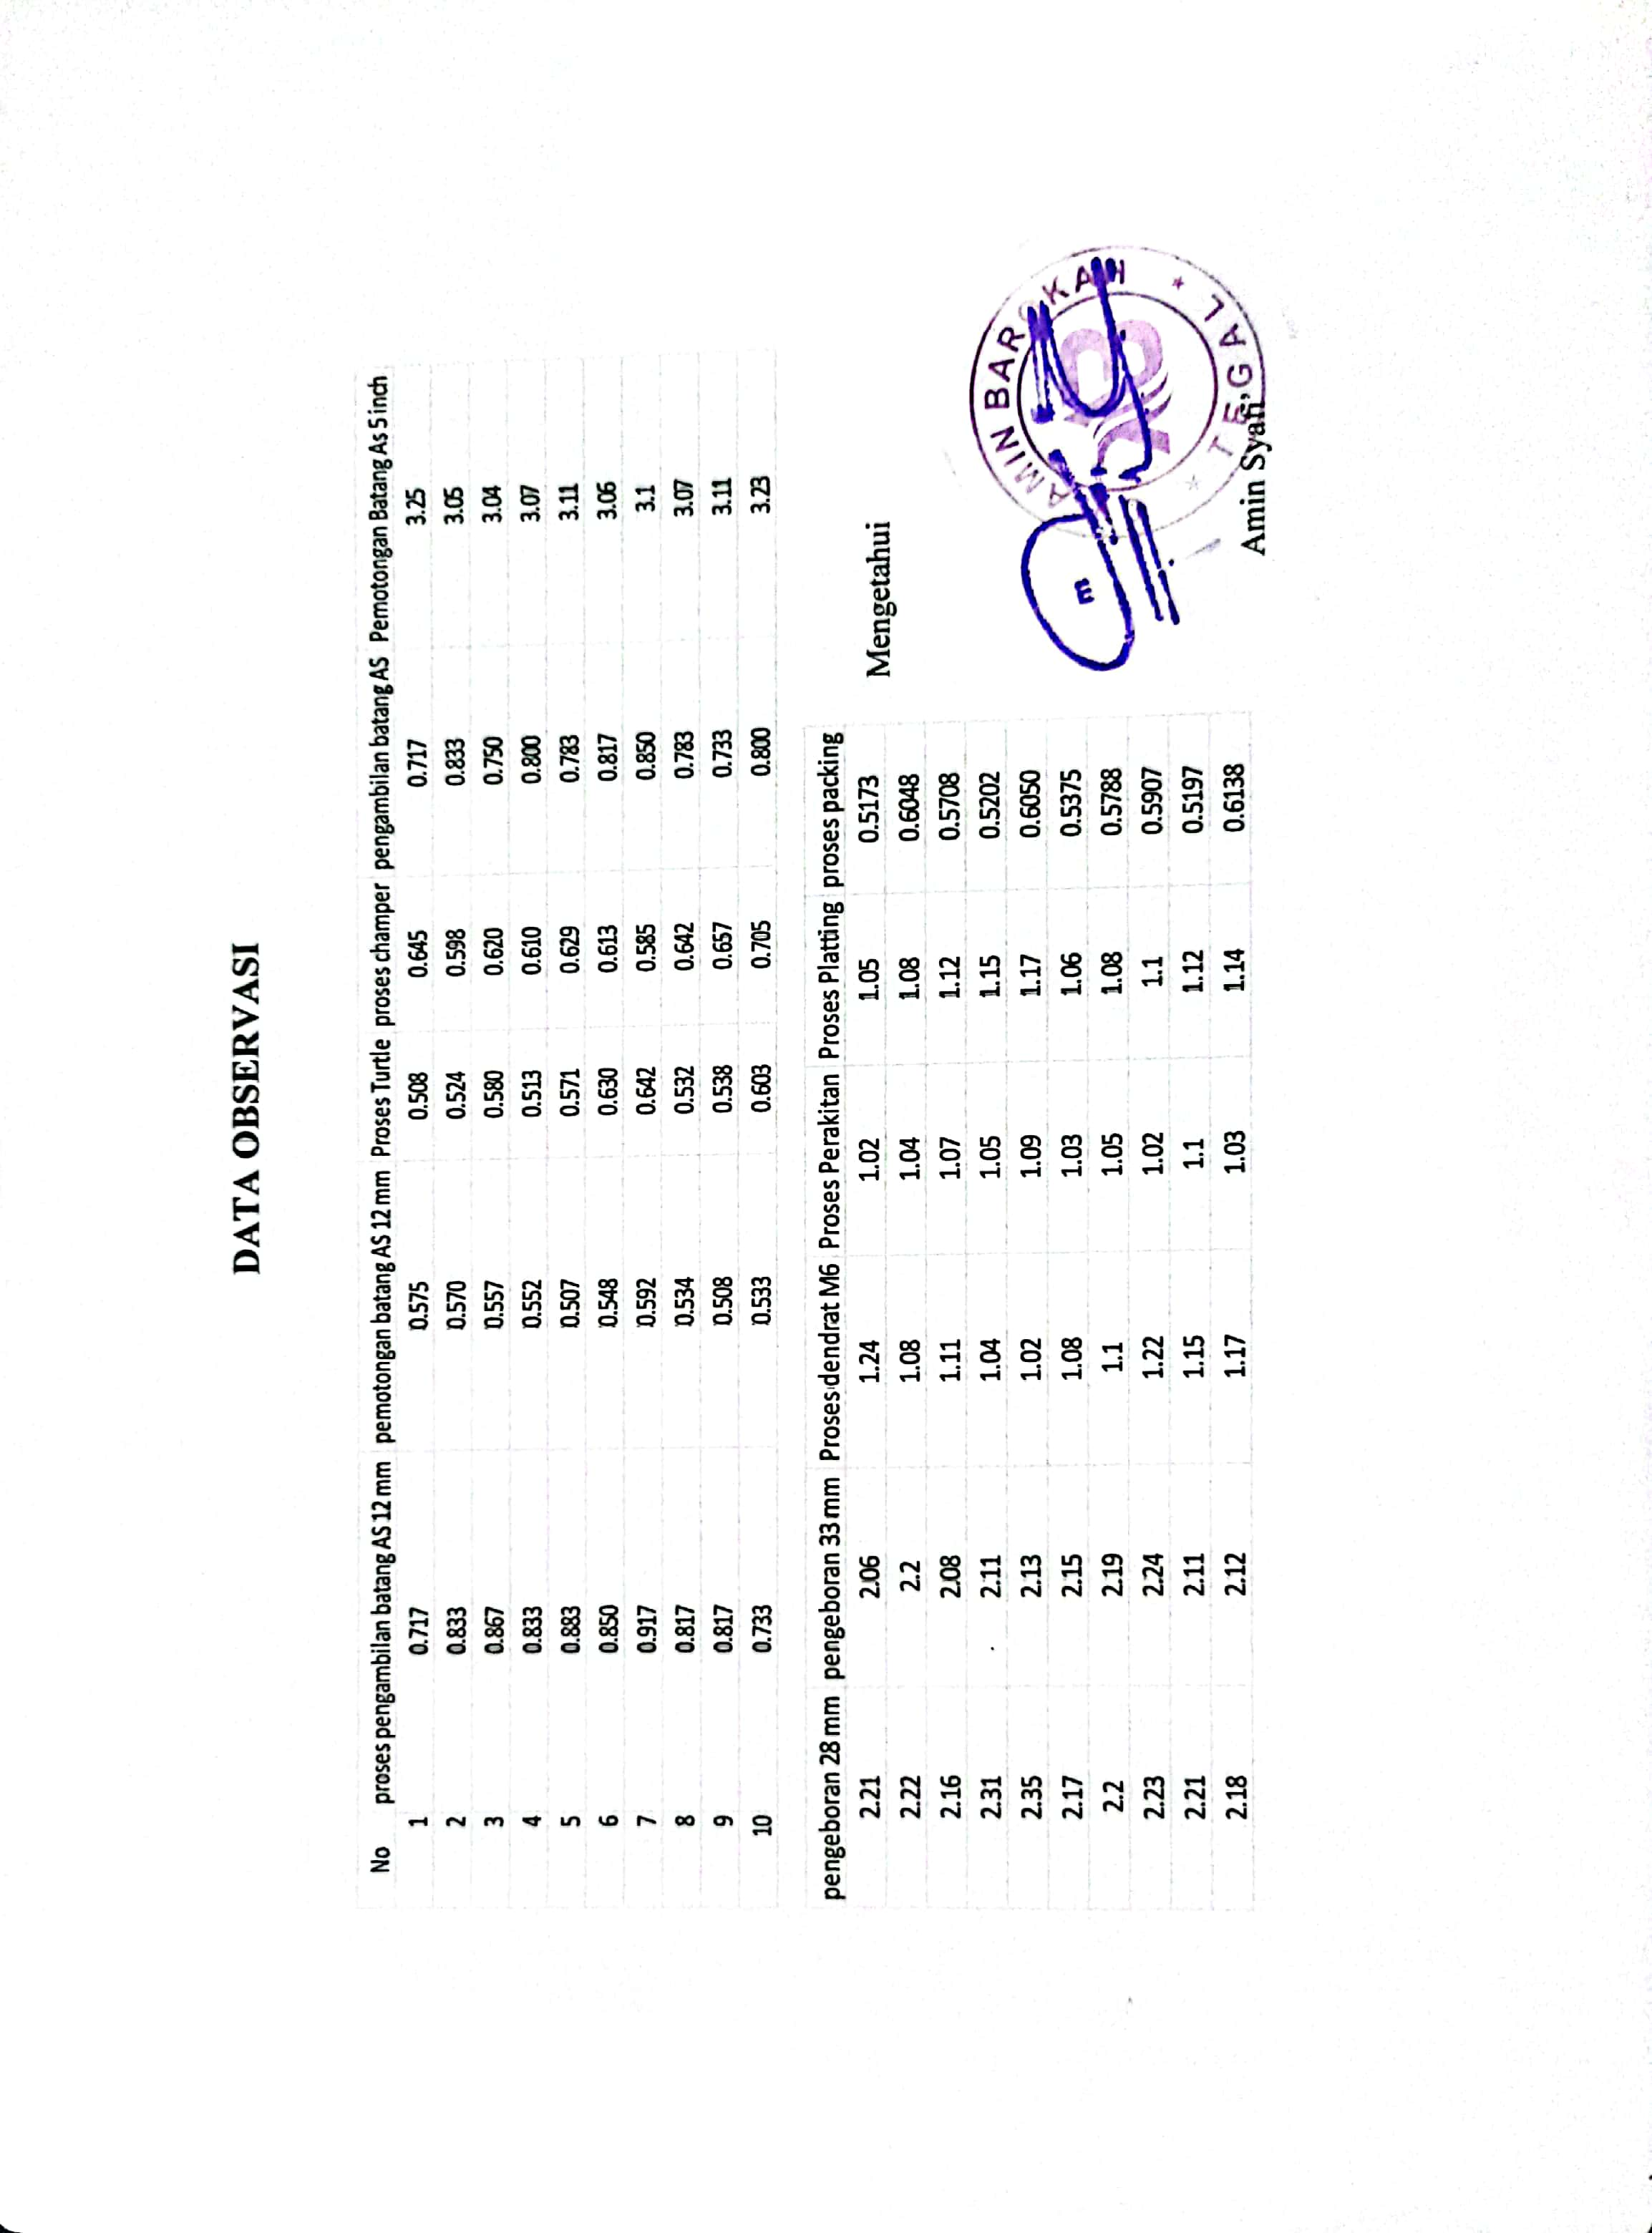 DATA OBSERVASI
No proses pengambilan batang AS 12 mm pemotongan batang AS 12 mm Proses Turtle proses champer pengambilan batang AS Pemotongan Batang As 5 inch
1 0.717 0.575 0.508 0.645 0.717 3.25
2 0.833 0.570 0.524 0.598 0.833 3.05
3 0.867 0.557 0.580 0.620 0.750 3.04
4 0.833 0.552 0.513 0.610 0.800 3.07
5 0.883 0.507 0.571 0.629 0.783 3.11
6 0.850 0.548 0.630 0.613 0.817 3.06
7 0.917 0.592 0.642 0.585 0.850 3.1
8 0.817 0.534 0.532 0.642 0.783 3.07
9 0.817 0.508 0.538 0.657 0.733 3.11
10 0.733 0.533 0.603 0.705 0.800 3.23
pengeboran 28 mm pengeboran 33 mm Proses dendrat M6 Proses Perakitan Proses Platting proses packing
2.21 2.06 1.24 1.02 1.05 0.5173
2.22 2.2 1.08 1.04 1.08 0.6048
2.16 2.08 1.11 1.07 1.12 0.5708
2.31 2.11 1.04 1.05 1.15 0.5202
2.35 2.13 1.02 1.09 1.17 0.6050
2.17 2.15 1.08 1.03 1.06 0.5375
2.2 2.19 1.1 1.05 1.08 0.5788
2.23 2.24 1.22 1.02 1.1 0.5907
2.21 2.11 1.15 1.1 1.12 0.5197
2.18 2.12 1.17 1.03 1.14 0.6138
Mengetahui
AMIN BAROKAH
* TEGAL *
Amin Syafi'